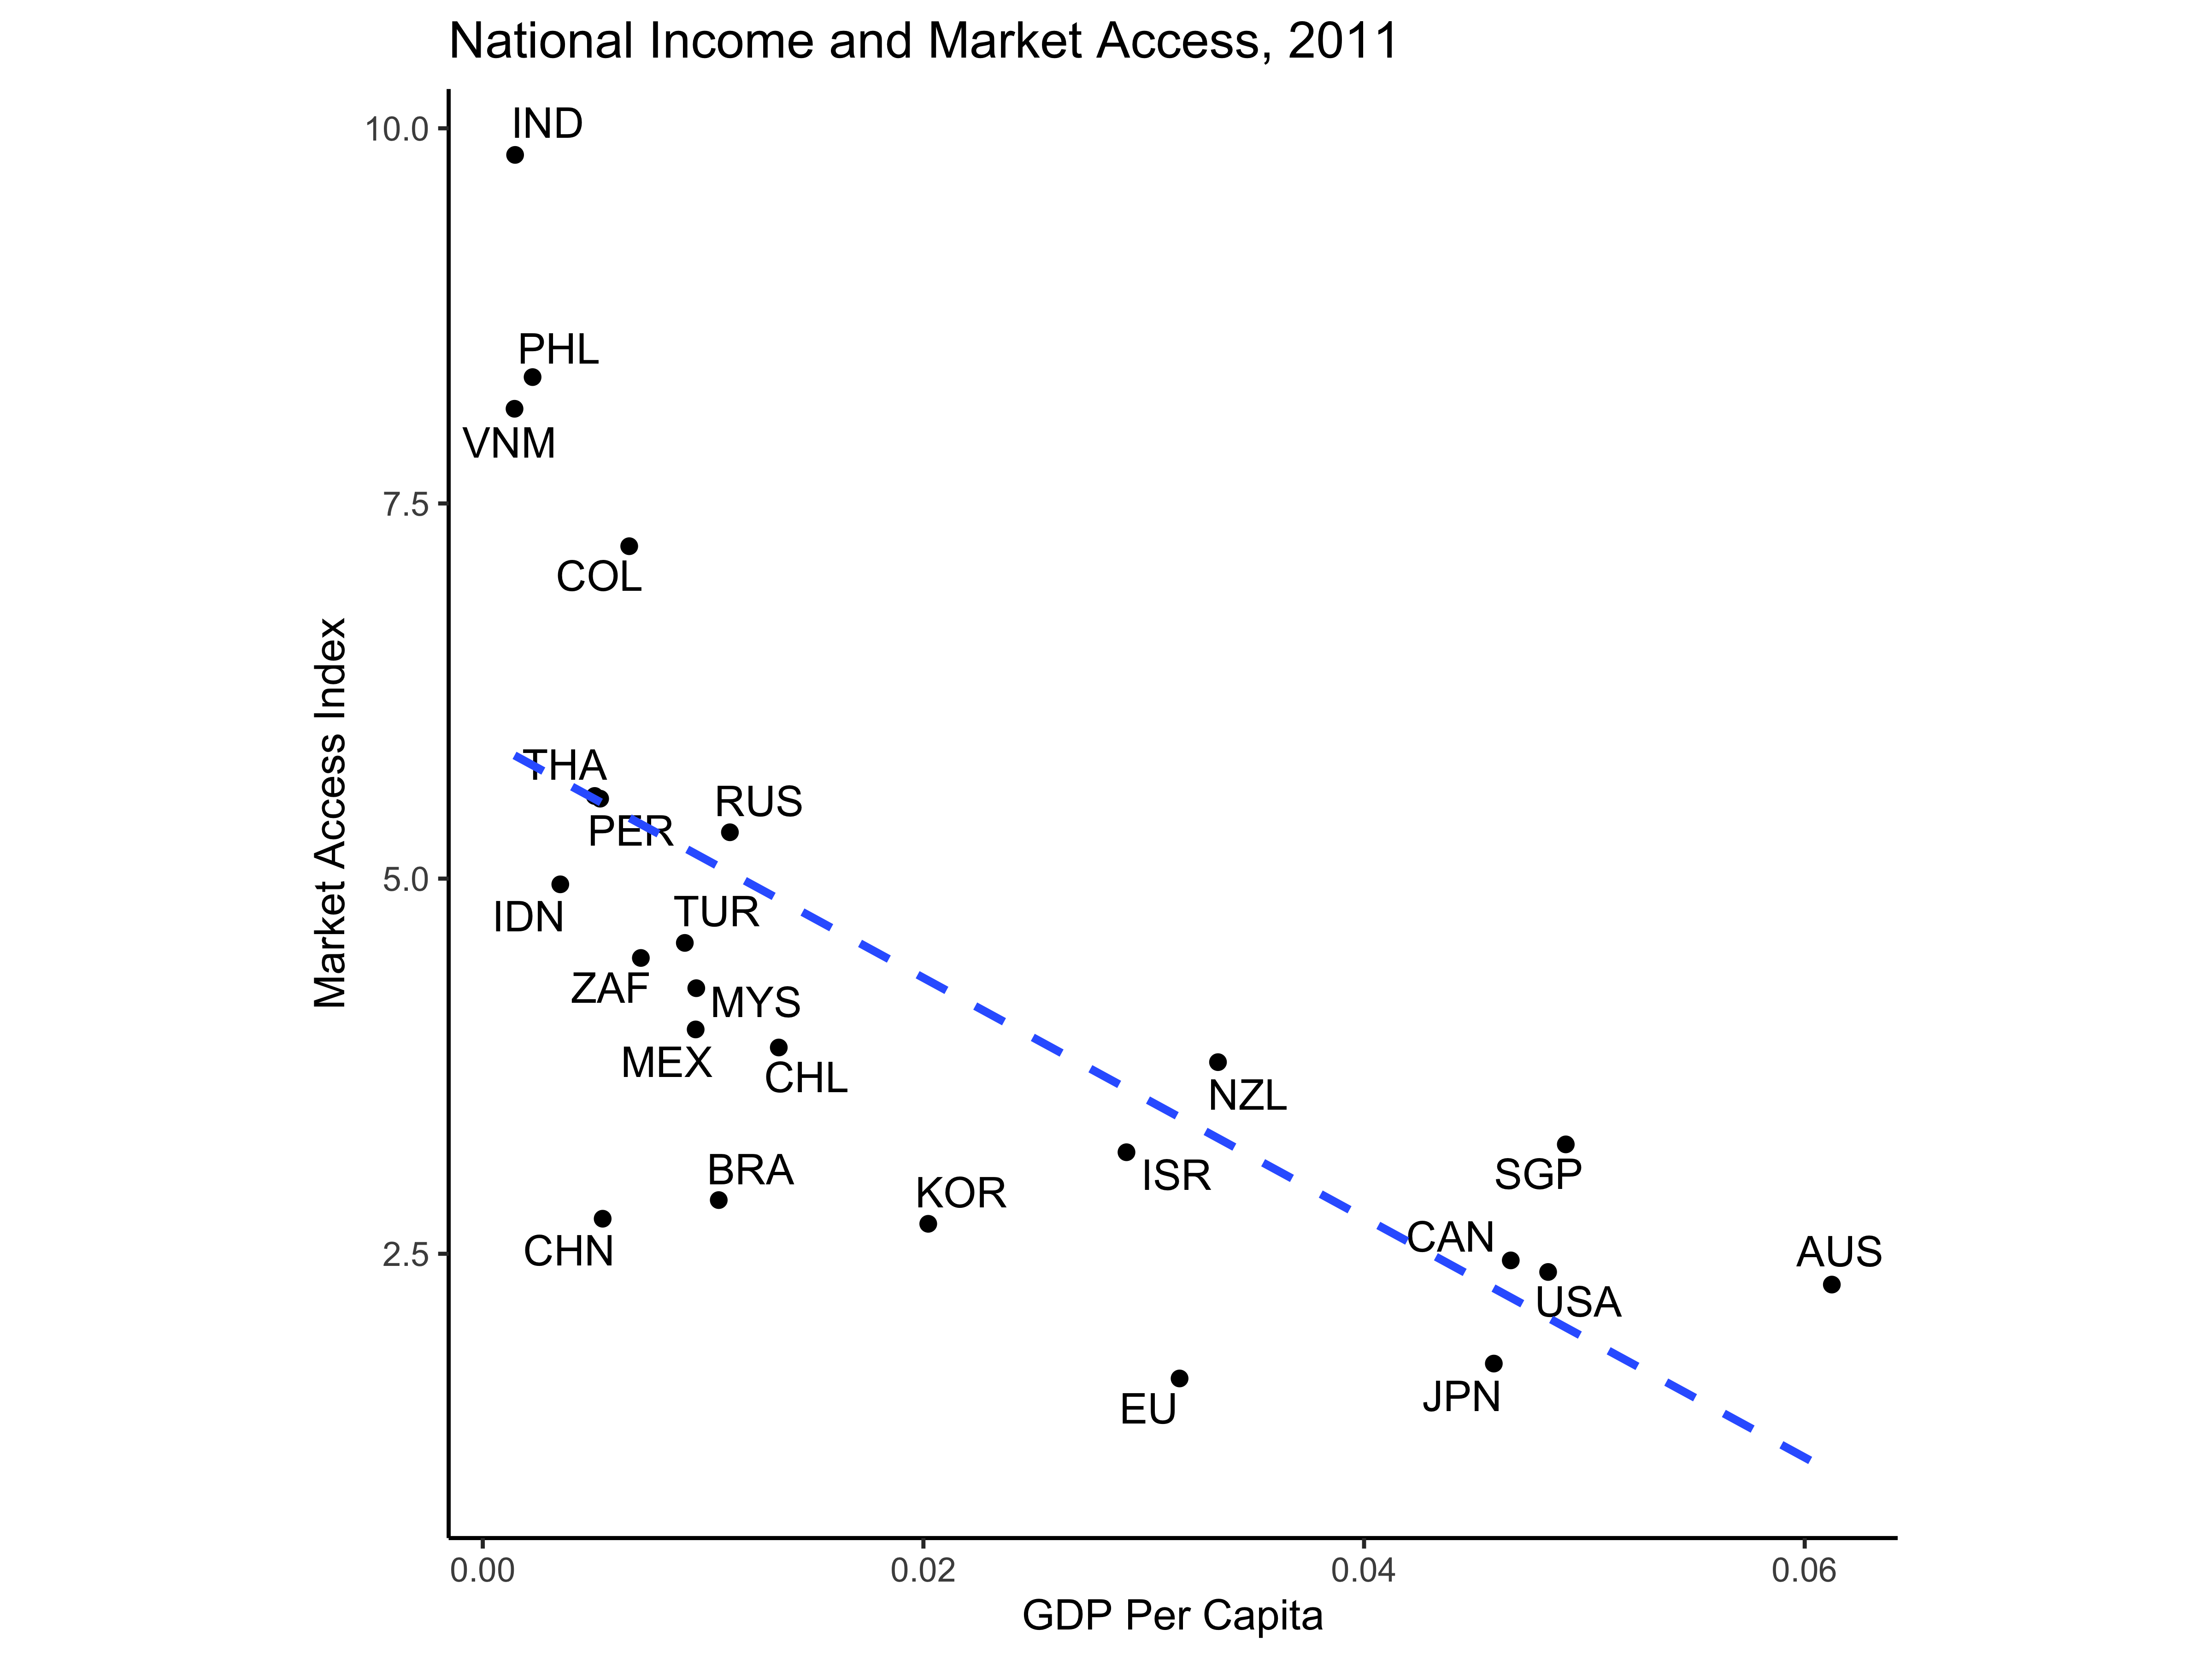 National Income and Market Access, 2011
10.0
IND
PHL
VNM
7.5
COL
THA
RUS
PER
5.0
IDN
TUR
ZAF
MYS
MEX
CHL
NZL
BRA
ISR
SGP
KOR
CAN
CHN
2.5
AUS
USA
JPN
EU
Market Access Index
0.00 0.02 0.04 0.06
GDP Per Capita